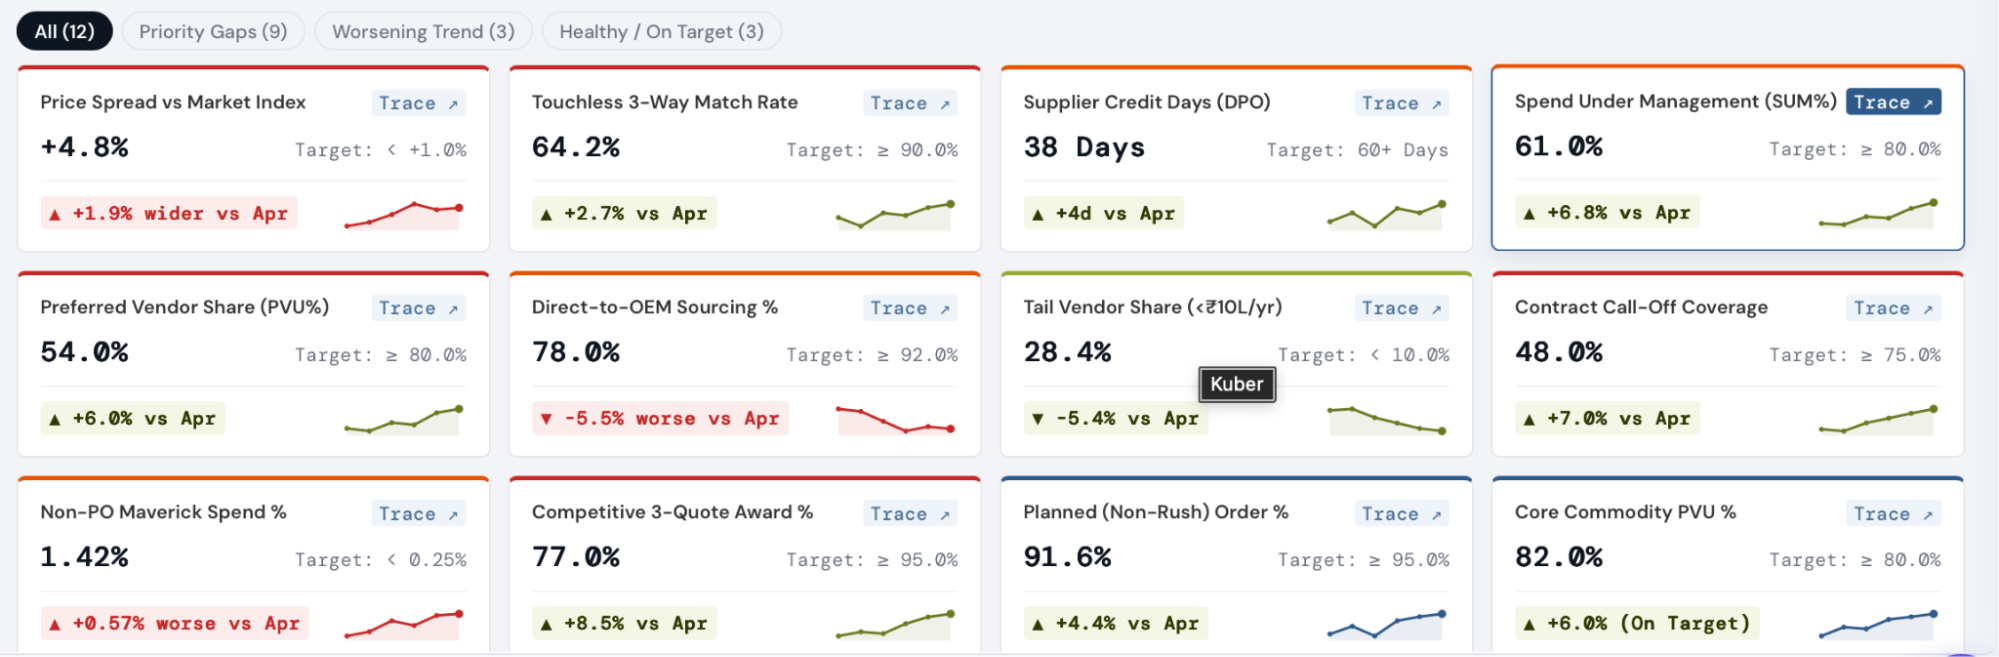 All (12) Priority Gaps (9) Worsening Trend (3) Healthy / On Target (3)
Price Spread vs Market Index Trace ↗
+4.8% Target: < +1.0%
▲ +1.9% wider vs Apr
Touchless 3-Way Match Rate Trace ↗
64.2% Target: ≥ 90.0%
▲ +2.7% vs Apr
Supplier Credit Days (DPO) Trace ↗
38 Days Target: 60+ Days
▲ +4d vs Apr
Spend Under Management (SUM%) Trace ↗
61.0% Target: ≥ 80.0%
▲ +6.8% vs Apr
Preferred Vendor Share (PVU%) Trace ↗
54.0% Target: ≥ 80.0%
▲ +6.0% vs Apr
Direct-to-OEM Sourcing % Trace ↗
78.0% Target: ≥ 92.0%
▼ -5.5% worse vs Apr
Tail Vendor Share (<₹10L/yr) Trace ↗
28.4% Target: < 10.0%
Kuber
▼ -5.4% vs Apr
Contract Call-Off Coverage Trace ↗
48.0% Target: ≥ 75.0%
▲ +7.0% vs Apr
Non-PO Maverick Spend % Trace ↗
1.42% Target: < 0.25%
▲ +0.57% worse vs Apr
Competitive 3-Quote Award % Trace ↗
77.0% Target: ≥ 95.0%
▲ +8.5% vs Apr
Planned (Non-Rush) Order % Trace ↗
91.6% Target: ≥ 95.0%
▲ +4.4% vs Apr
Core Commodity PVU % Trace ↗
82.0% Target: ≥ 80.0%
▲ +6.0% (On Target)